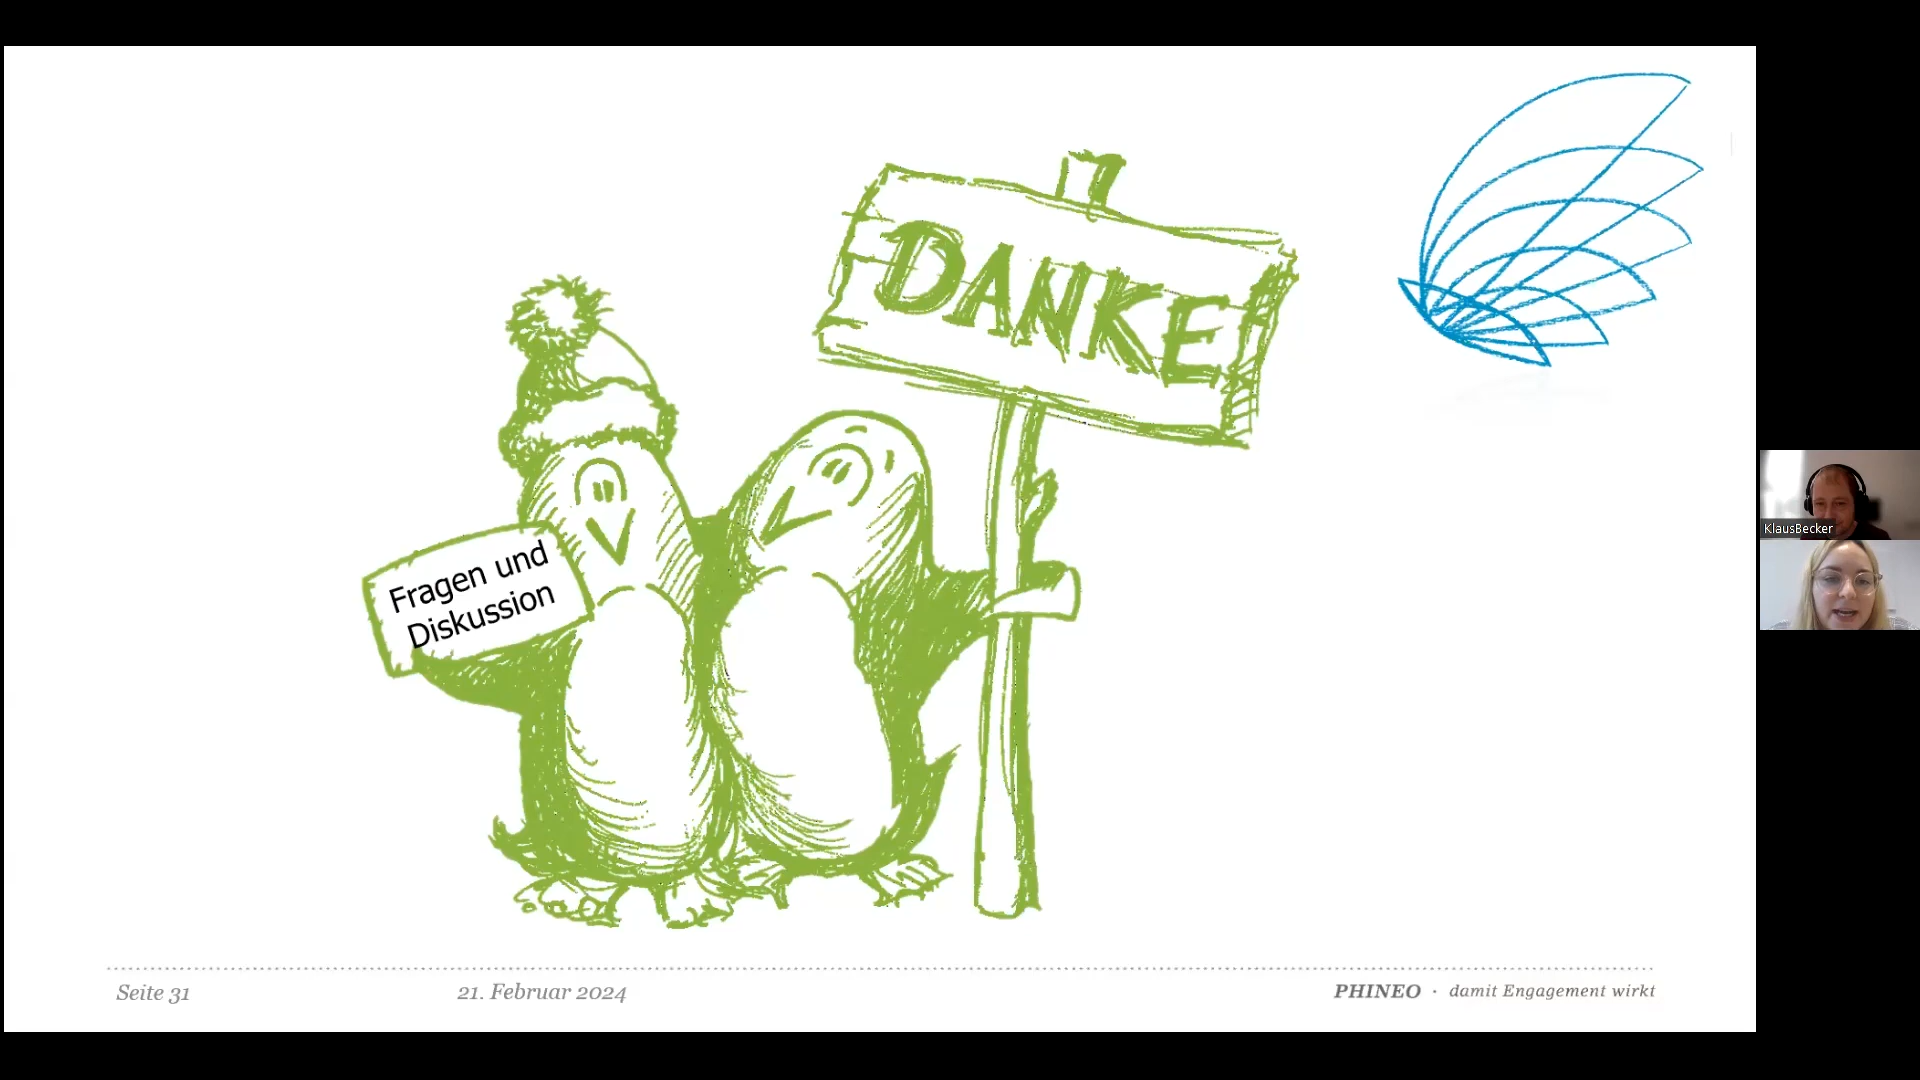 DANKE!
Fragen und
Diskussion
KlausBecker
Seite 31
21. Februar 2024
PHINEO · damit Engagement wirkt